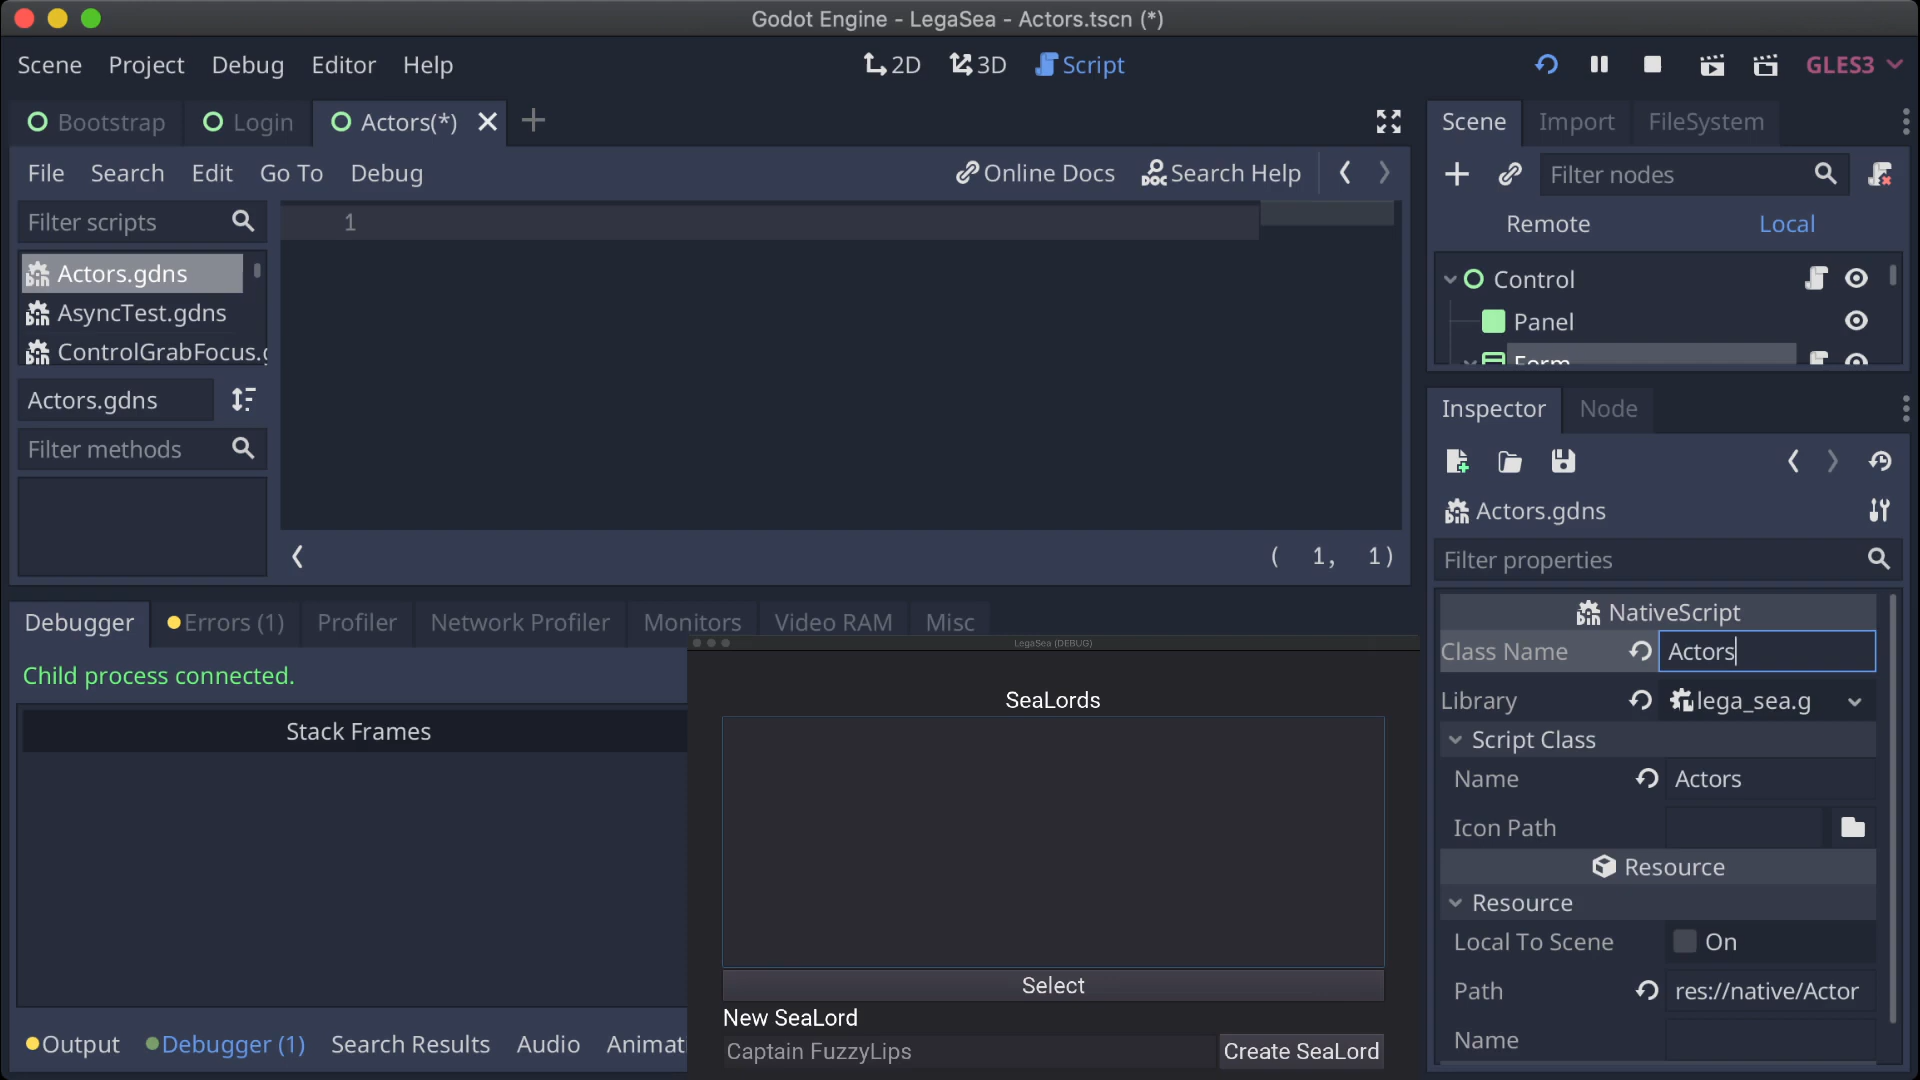 Godot Engine - LegaSea - Actors.tscn (*)
Scene Project Debug Editor Help
2D 3D Script
GLES3
Bootstrap Login Actors(*)
File Search Edit Go To Debug
Online Docs Search Help
Filter scripts
1
Actors.gdns
AsyncTest.gdns
ControlGrabFocus.g
Actors.gdns
Filter methods
( 1, 1)
Scene Import FileSystem
Filter nodes
Remote Local
Control
Panel
Form
Inspector Node
Actors.gdns
Filter properties
NativeScript
Class Name Actors
Library lega_sea.g
Script Class
Name Actors
Icon Path
Resource
Resource
Local To Scene On
Path res://native/Actor
Name
Debugger Errors (1) Profiler Network Profiler Monitors Video RAM Misc
Child process connected.
Stack Frames
LegaSea (DEBUG)
SeaLords
Select
New SeaLord
Captain FuzzyLips Create SeaLord
Output Debugger (1) Search Results Audio Animat